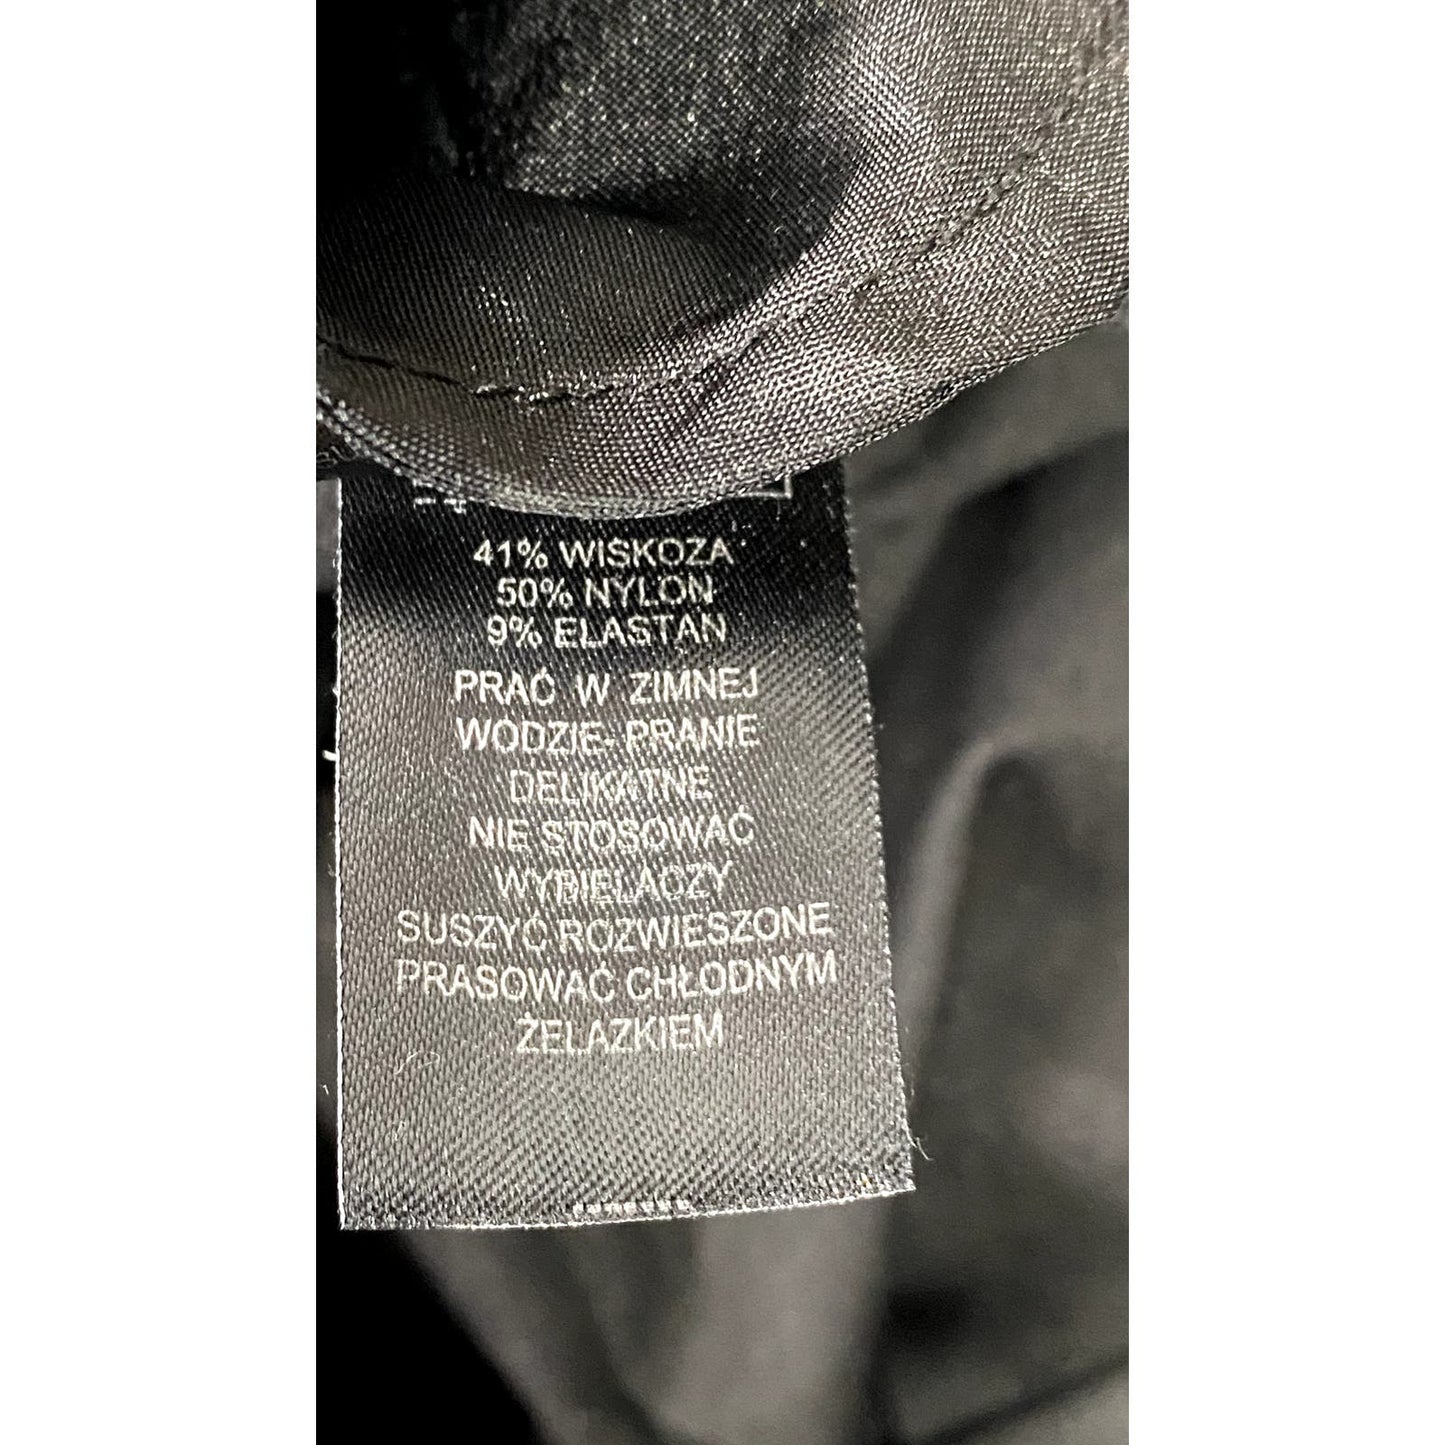 41% WISKOZA
50% NYLON
9% ELASTAN
PRAĆ W ZIMNEJ
WODZIE- PRANIE
DELIKATNE
NIE STOSOWAĆ
WYBIELACZY
SUSZYĆ ROZWIESZONE
PRASOWAĆ CHŁODNYM
ŻELAZKIEM